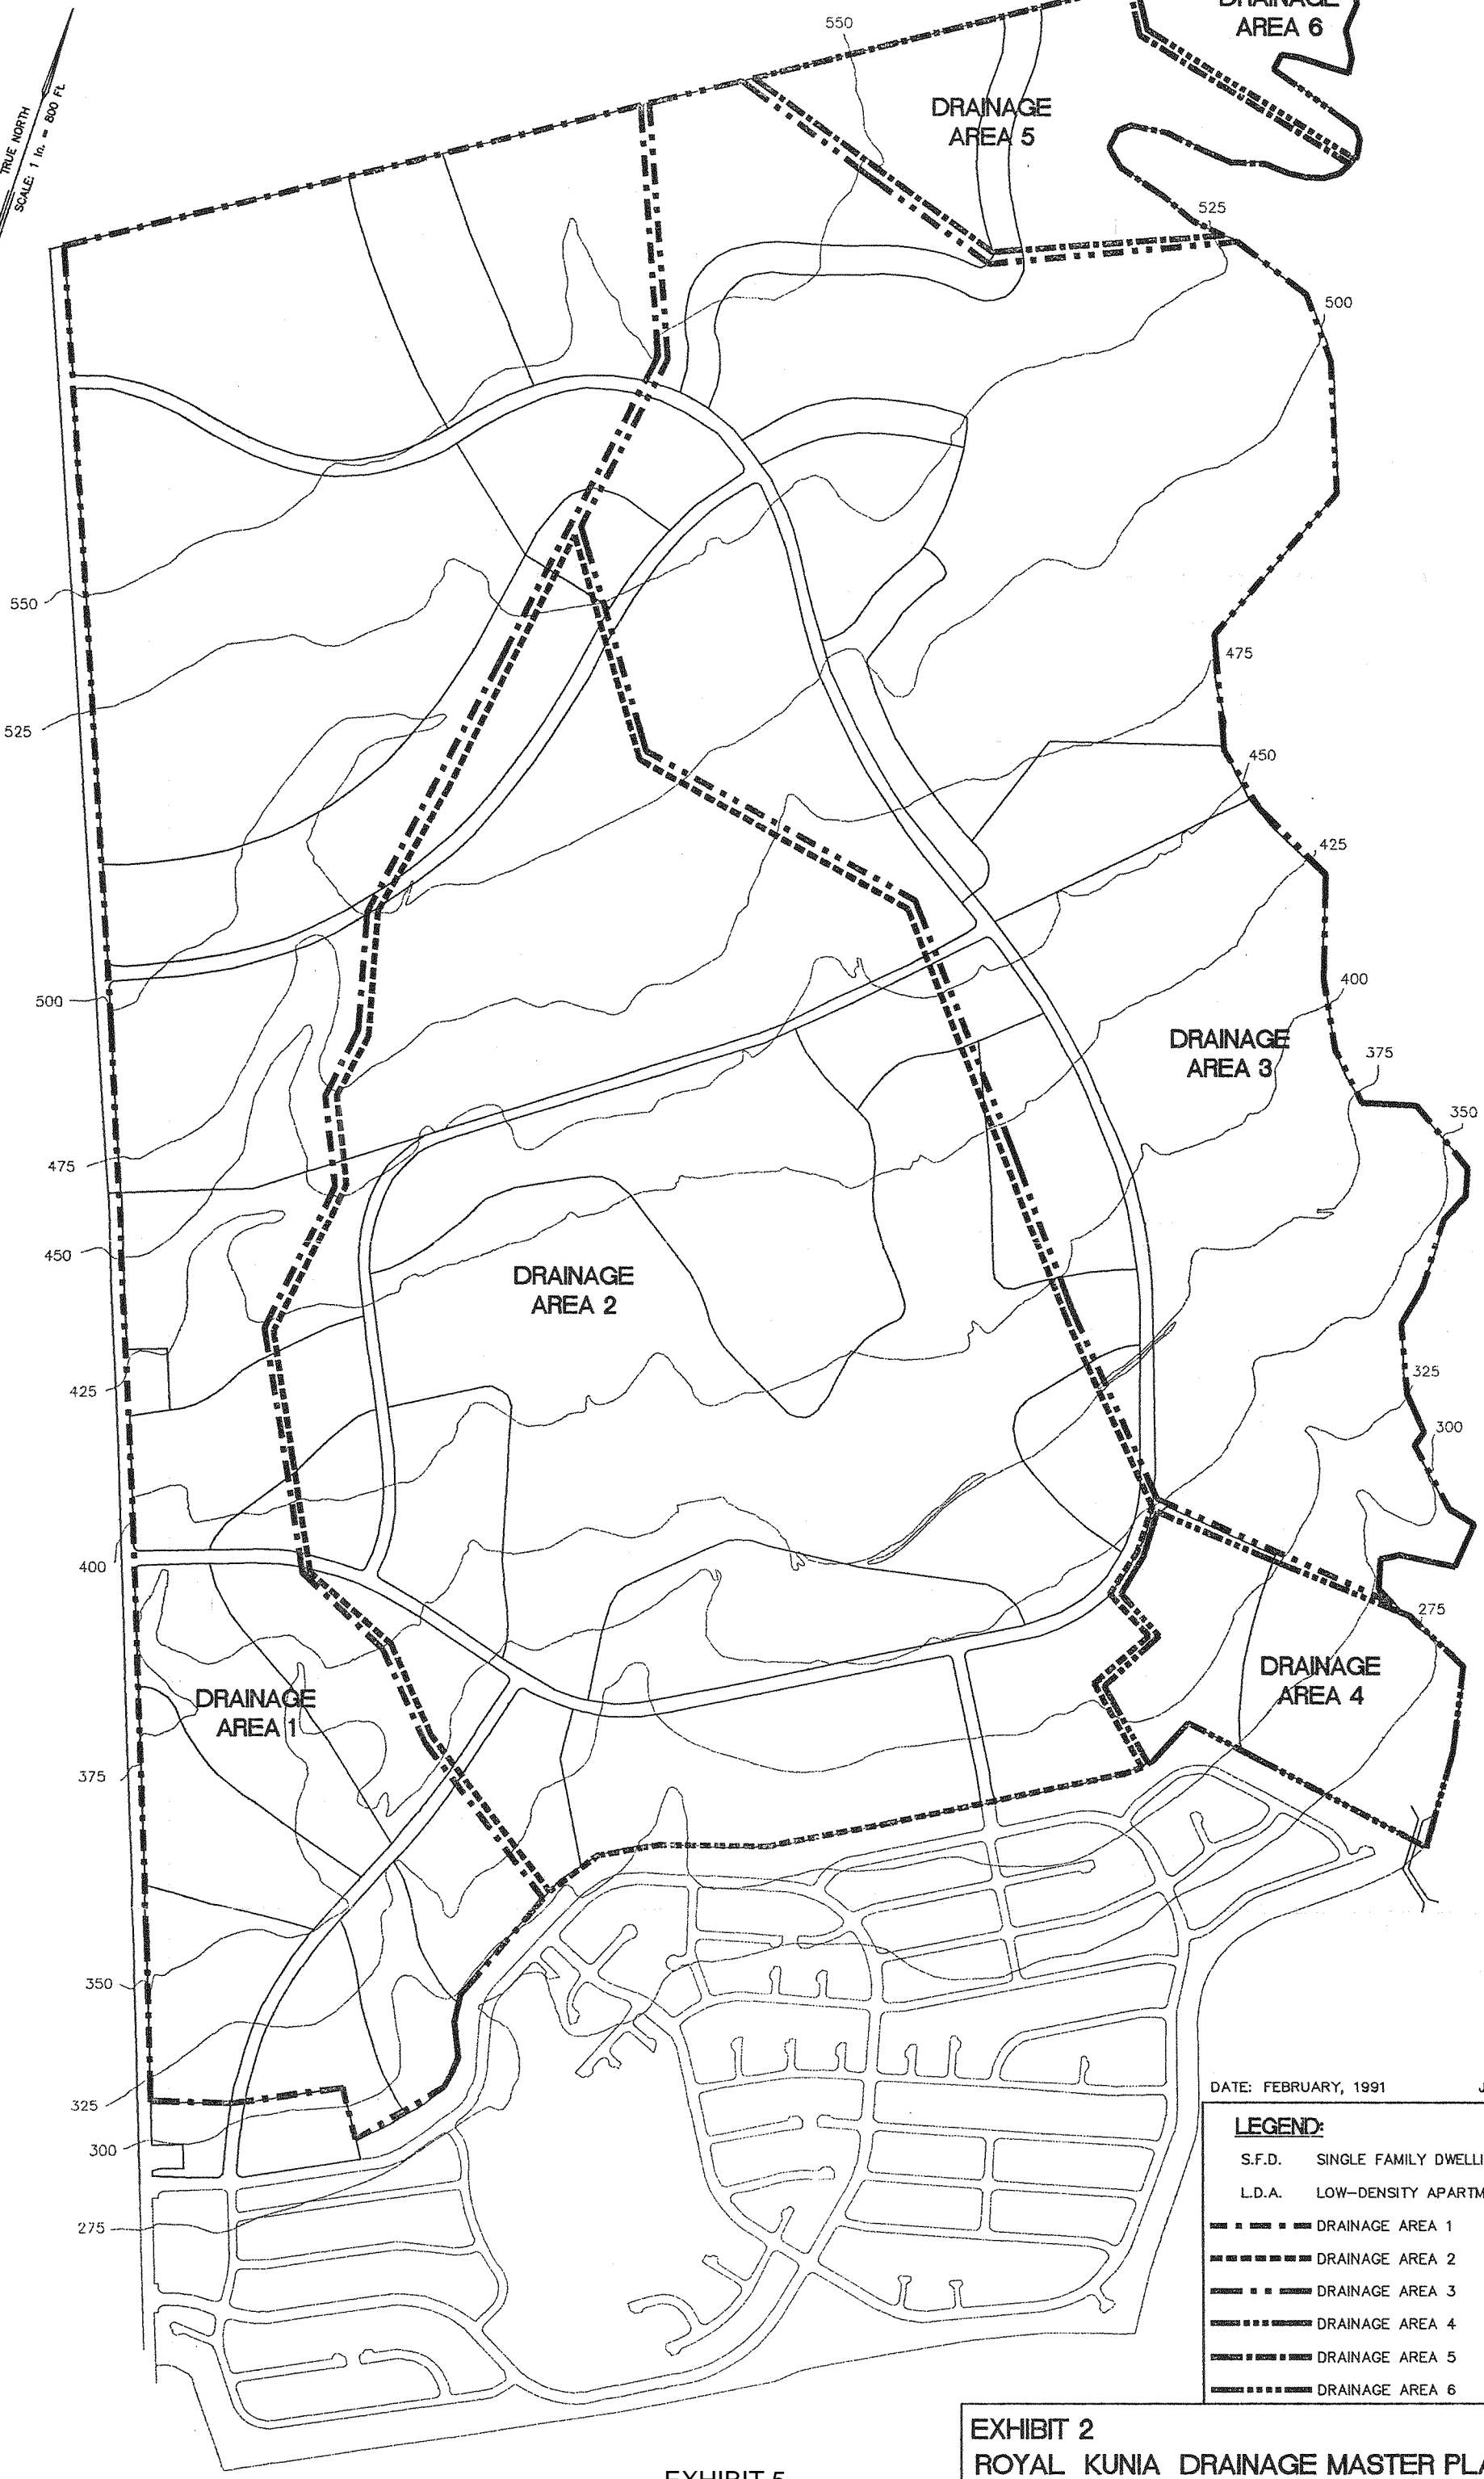 DRAINAGE
AREA 6
550
TRUE NORTH
SCALE: 1 In. = 800 Ft.
DRAINAGE
AREA 5
525
500
550
475
525
450
425
500
400
DRAINAGE
AREA 3
375
350
475
450
DRAINAGE
AREA 2
425
325
300
400
275
DRAINAGE
AREA 4
DRAINAGE
AREA 1
375
350
325
300
275
DATE: FEBRUARY, 1991
LEGEND:
S.F.D. SINGLE FAMILY
L.D.A. LOW-DENSITY
DRAINAGE AREA 1
DRAINAGE AREA 2
DRAINAGE AREA 3
DRAINAGE AREA 4
DRAINAGE AREA 5
DRAINAGE AREA 6
EXHIBIT 2
ROYAL KUNIA DRAINAGE MASTER
EXHIBIT 5